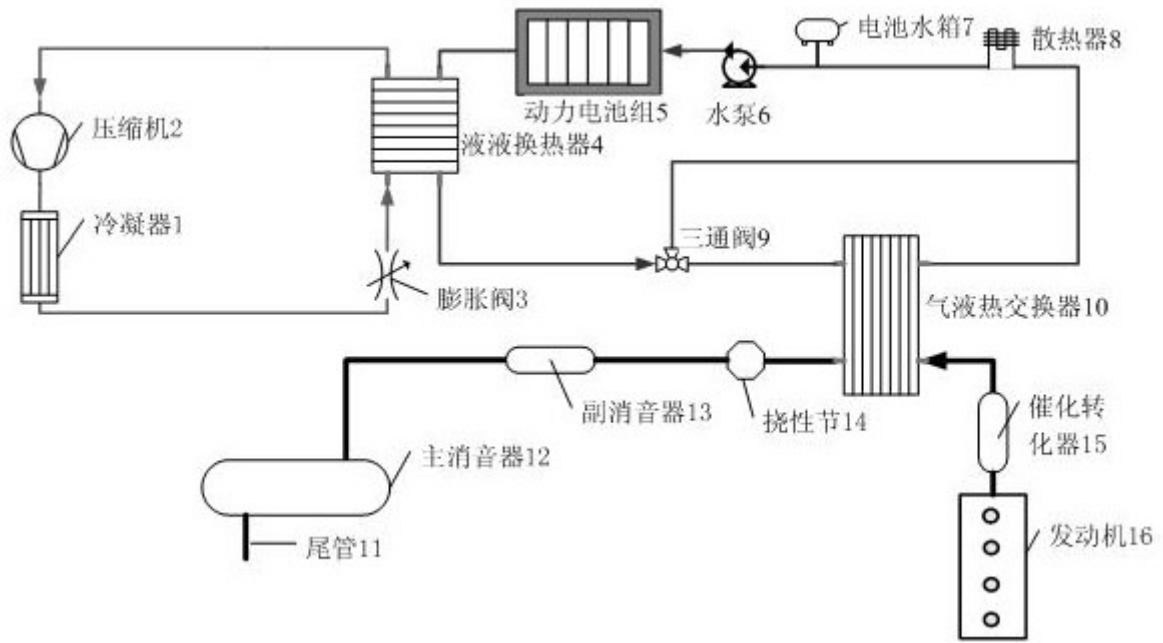 电池水箱7
散热器8
压缩机2
动力电池组5
水泵6
液液换热器4
冷凝器1
三通阀9
膨胀阀3
气液热交换器10
副消音器13
挠性节14
催化转
化器15
主消音器12
尾管11
发动机16